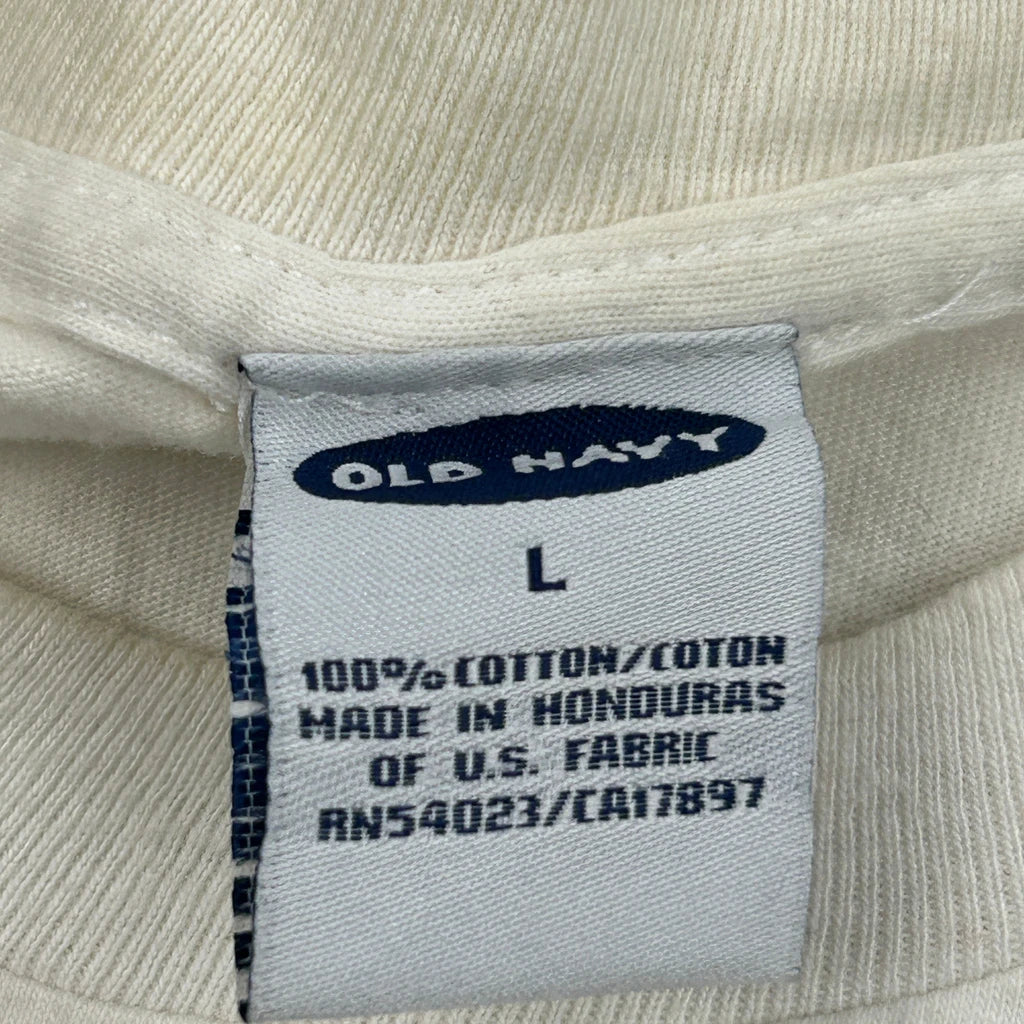 OLD NAVY
L
100% COTTON/COTON
MADE IN HONDURAS
OF U.S. FABRIC
RN54023/CA17897